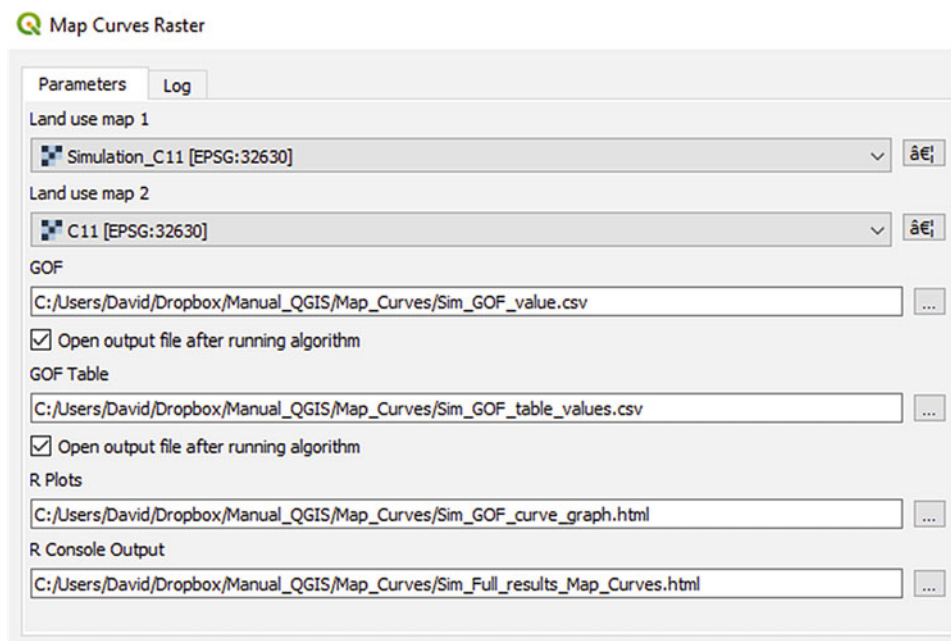 Map Curves Raster
Parameters Log
Land use map 1
Simulation_C11 [EPSG:32630] â€¦
Land use map 2
C11 [EPSG:32630] â€¦
GOF
C:/Users/David/Dropbox/Manual_QGIS/Map_Curves/Sim_GOF_value.csv ...
Open output file after running algorithm
GOF Table
C:/Users/David/Dropbox/Manual_QGIS/Map_Curves/Sim_GOF_table_values.csv ...
Open output file after running algorithm
R Plots
C:/Users/David/Dropbox/Manual_QGIS/Map_Curves/Sim_GOF_curve_graph.html ...
R Console Output
C:/Users/David/Dropbox/Manual_QGIS/Map_Curves/Sim_Full_results_Map_Curves.html ...